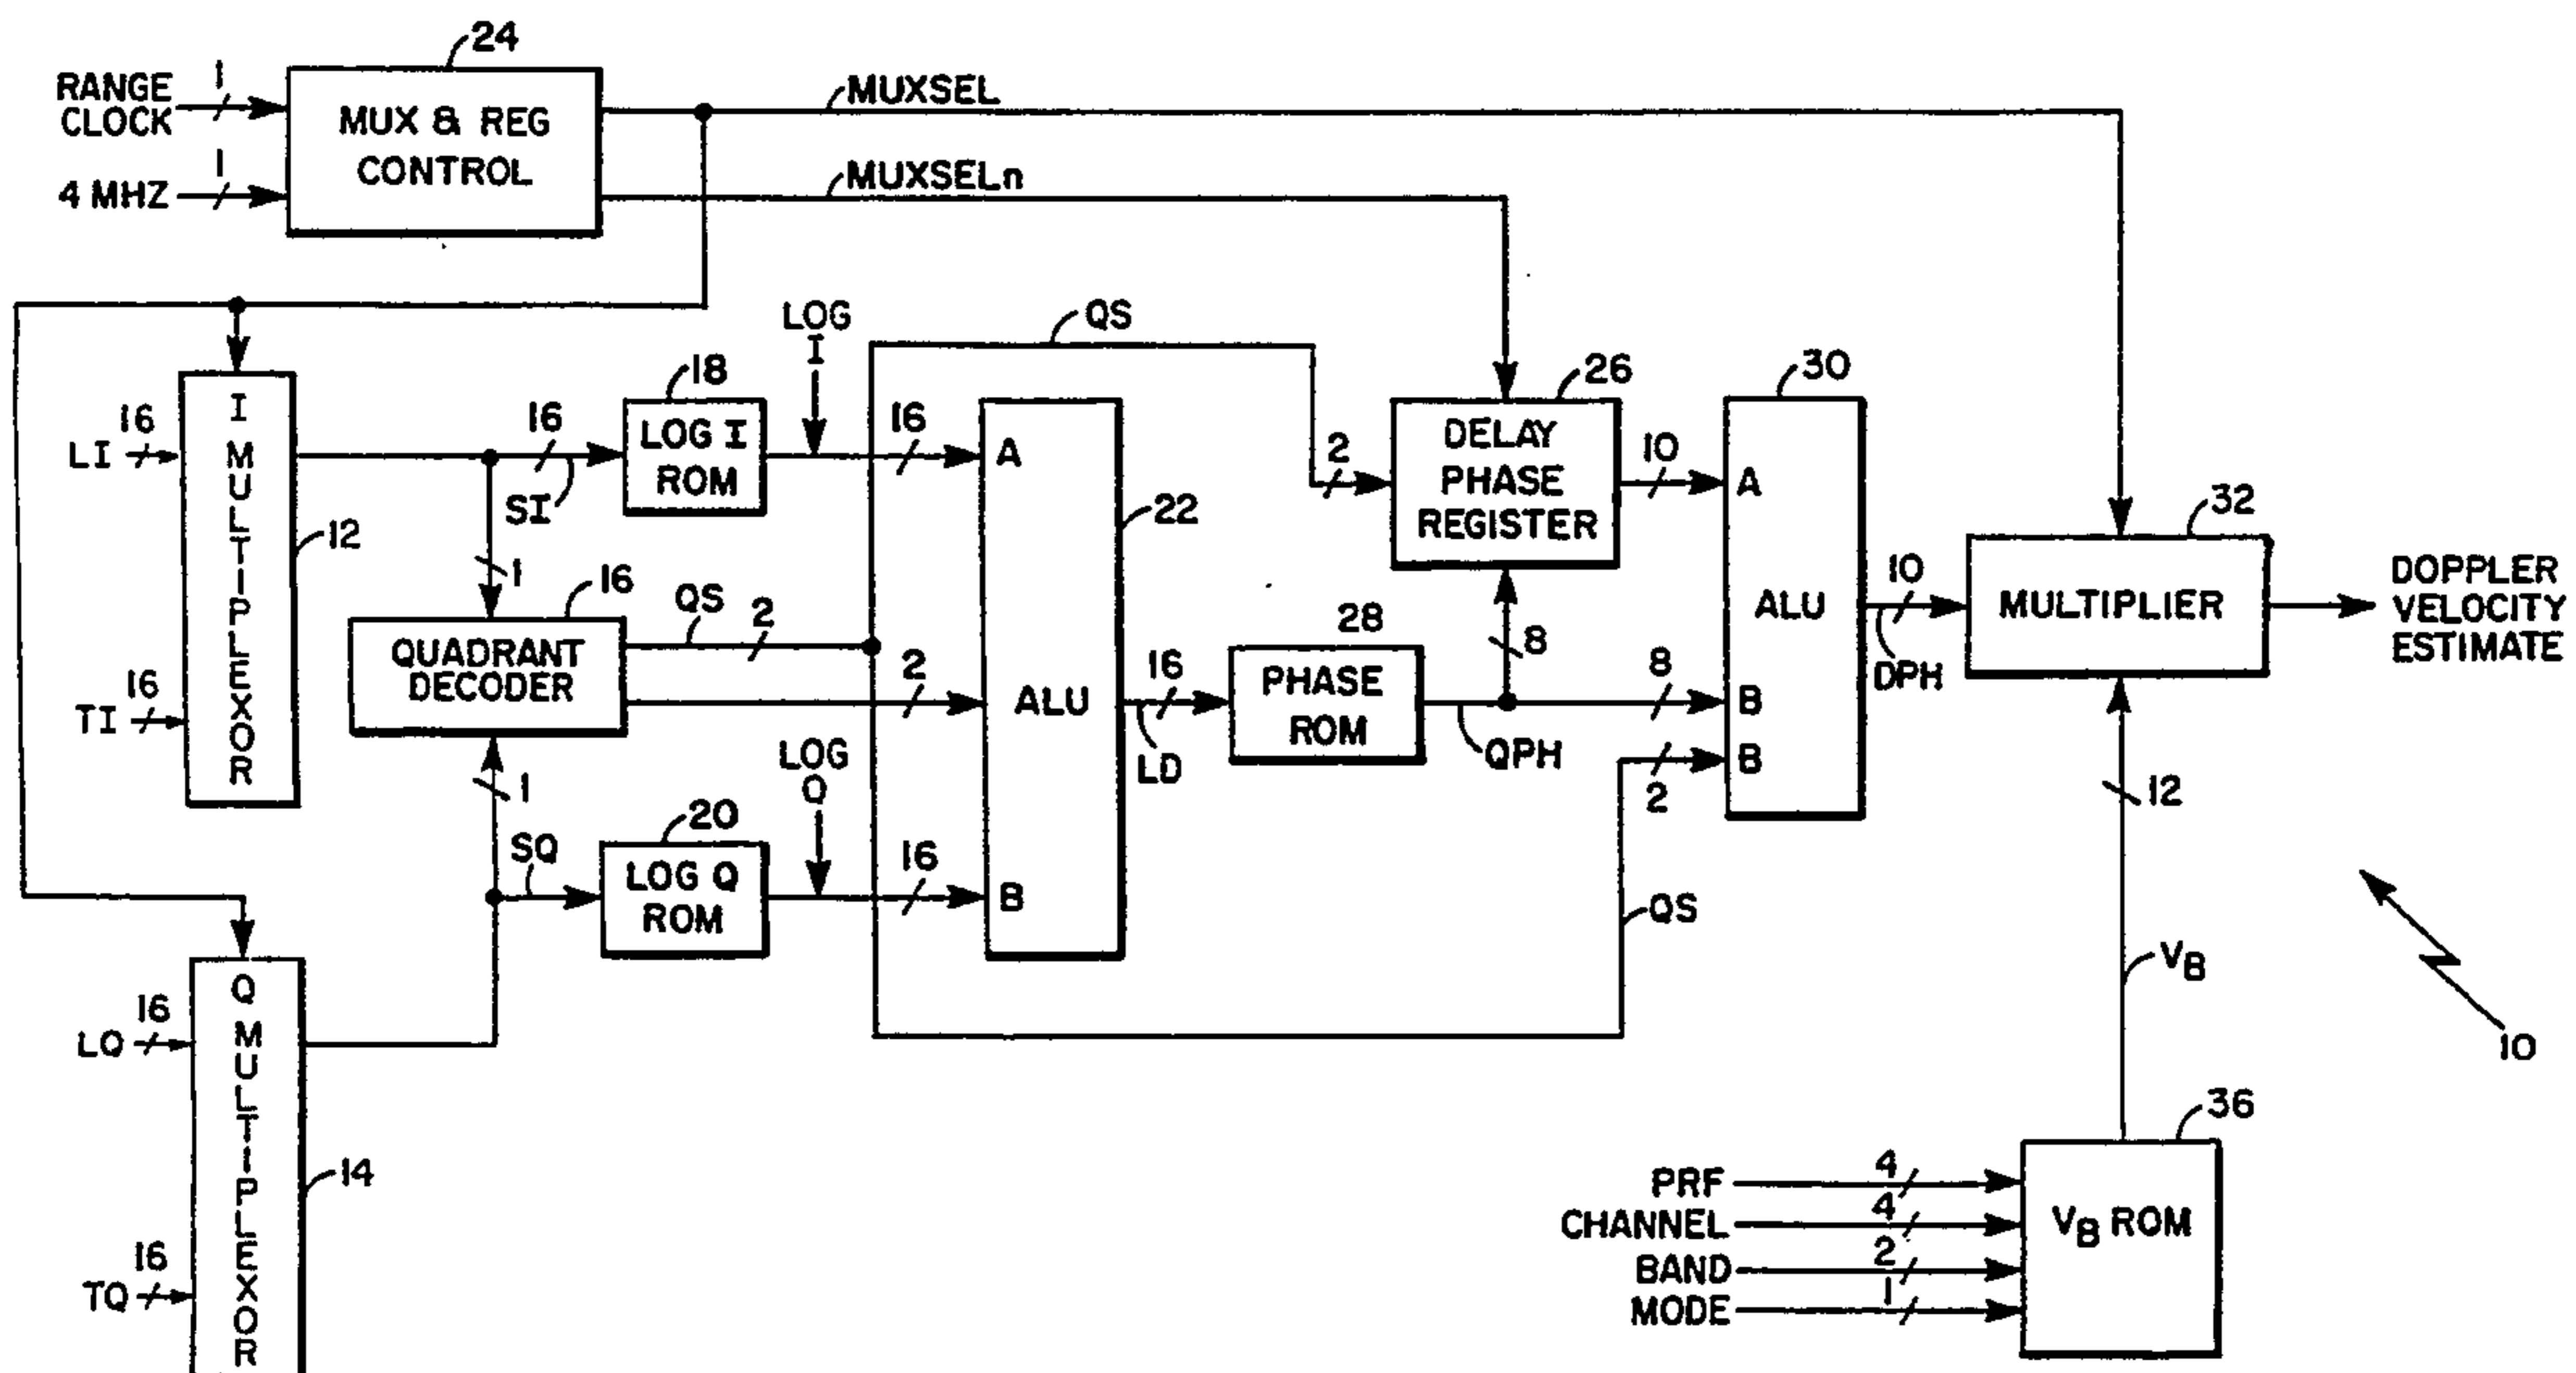 24
RANGE
CLOCK
1
MUX & REG
CONTROL
4 MHZ
1
MUXSEL
MUXSELn
LOG
I
QS
16
LI
I MULTIPLEXOR
12
16
TI
16
SI
18
LOG I
ROM
16
1
16
QUADRANT
DECODER
QS
2
2
1
SQ
20
LOG Q
ROM
LOG
Q
16
A
ALU
B
22
16
LD
28
PHASE
ROM
QPH
8
8
2
26
DELAY
PHASE
REGISTER
10
30
A
ALU
B
B
2
QS
10
DPH
32
MULTIPLIER
DOPPLER
VELOCITY
ESTIMATE
12
VB
10
16
LQ
Q MULTIPLEXOR
14
16
TQ
36
PRF
4
CHANNEL
4
BAND
2
MODE
1
VB ROM